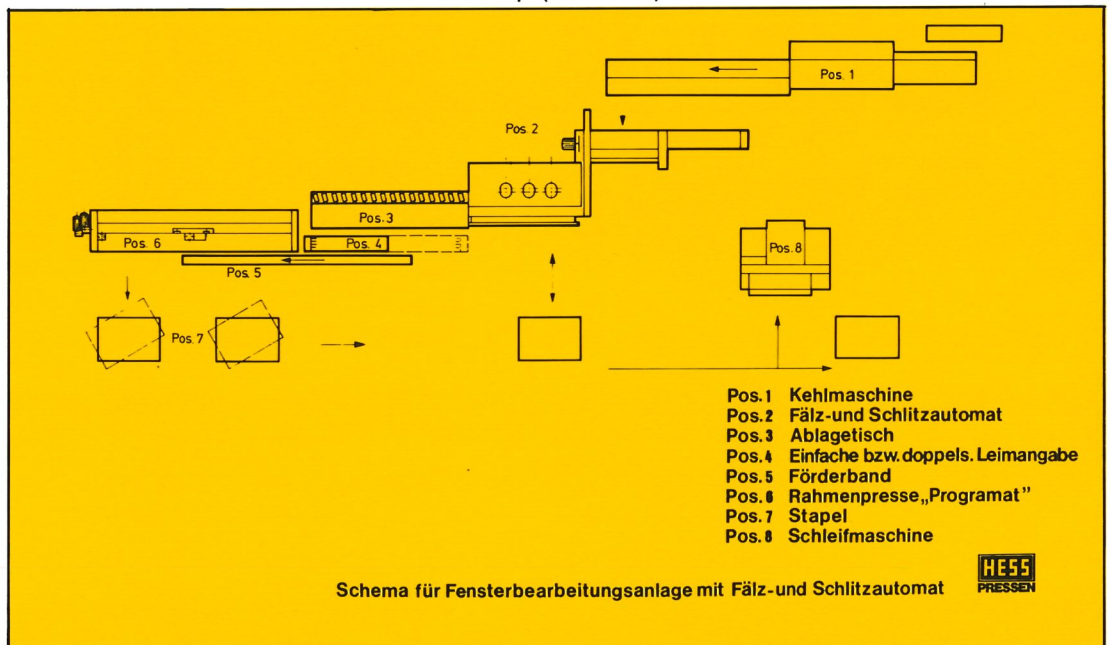 Pos. 1
Pos. 2
Pos. 3
Pos. 4
Pos. 5
Pos. 6
Pos. 7
Pos. 8
Pos. 1 Kehlmaschine
Pos. 2 Fälz-und Schlitzautomat
Pos. 3 Ablagetisch
Pos. 4 Einfache bzw. doppels. Leimangabe
Pos. 5 Förderband
Pos. 6 Rahmenpresse „Programat”
Pos. 7 Stapel
Pos. 8 Schleifmaschine
HESS
PRESSEN
Schema für Fensterbearbeitungsanlage mit Fälz-und Schlitzautomat